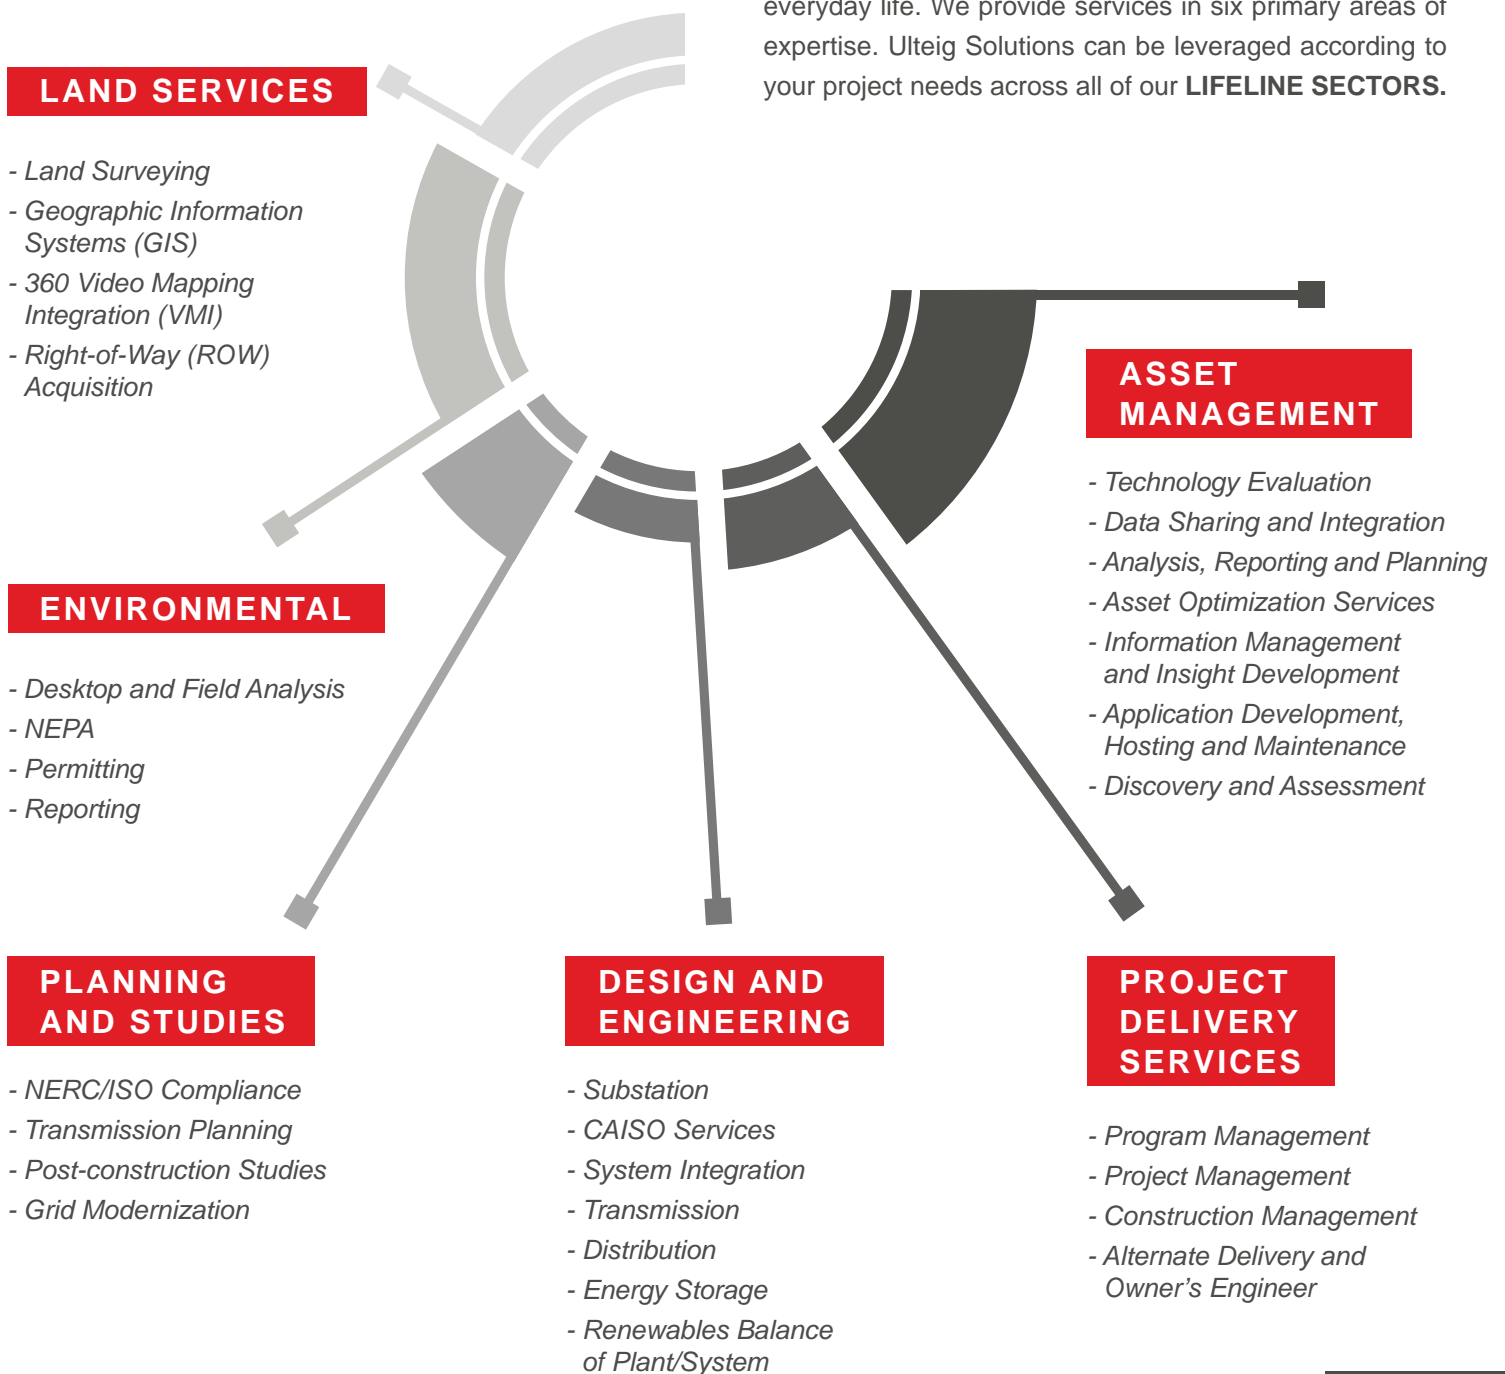 everyday life. We provide services in six primary areas of
expertise. Ulteig Solutions can be leveraged according to
your project needs across all of our LIFELINE SECTORS.
LAND SERVICES
- Land Surveying
- Geographic Information
Systems (GIS)
- 360 Video Mapping
Integration (VMI)
- Right-of-Way (ROW)
Acquisition
ENVIRONMENTAL
- Desktop and Field Analysis
- NEPA
- Permitting
- Reporting
PLANNING
AND STUDIES
- NERC/ISO Compliance
- Transmission Planning
- Post-construction Studies
- Grid Modernization
DESIGN AND
ENGINEERING
- Substation
- CAISO Services
- System Integration
- Transmission
- Distribution
- Energy Storage
- Renewables Balance
of Plant/System
PROJECT
DELIVERY
SERVICES
- Program Management
- Project Management
- Construction Management
- Alternate Delivery and
Owner’s Engineer
ASSET
MANAGEMENT
- Technology Evaluation
- Data Sharing and Integration
- Analysis, Reporting and Planning
- Asset Optimization Services
- Information Management
and Insight Development
- Application Development,
Hosting and Maintenance
- Discovery and Assessment